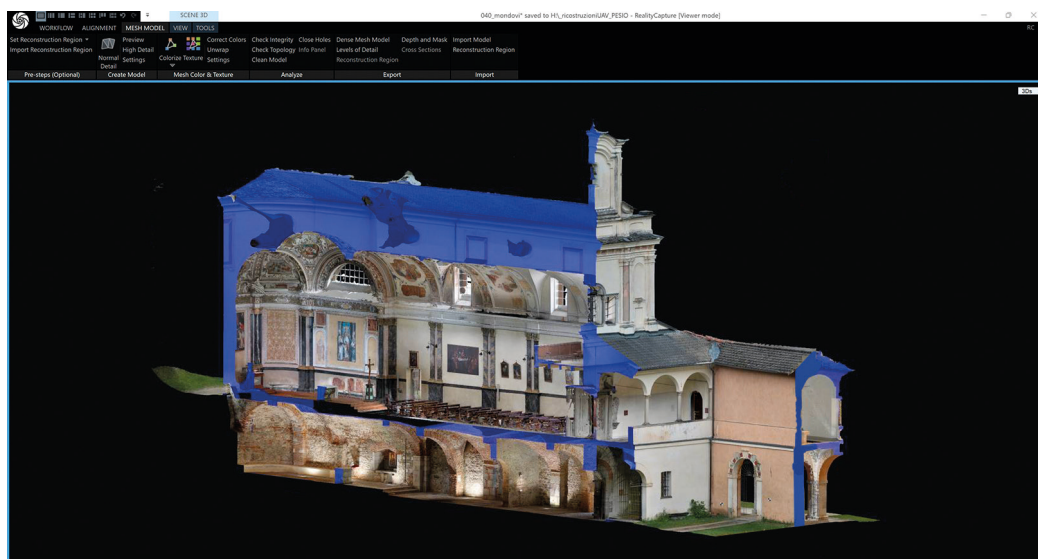 SCENE 3D
040_mondovi* saved to H:\_ricostruzioni\UAV_PESIO - RealityCapture [Viewer mode]
WORKFLOW ALIGNMENT MESH MODEL VIEW TOOLS
RC
Set Reconstruction Region
Import Reconstruction Region
Pre-steps (Optional)
Normal Detail
Preview
High Detail
Settings
Create Model
Colorize Texture
Correct Colors
Unwrap
Settings
Mesh Color & Texture
Check Integrity Close Holes
Check Topology Info Panel
Clean Model
Analyze
Dense Mesh Model Depth and Mask
Levels of Detail Cross Sections
Reconstruction Region
Export
Import Model
Reconstruction Region
Import
3Ds